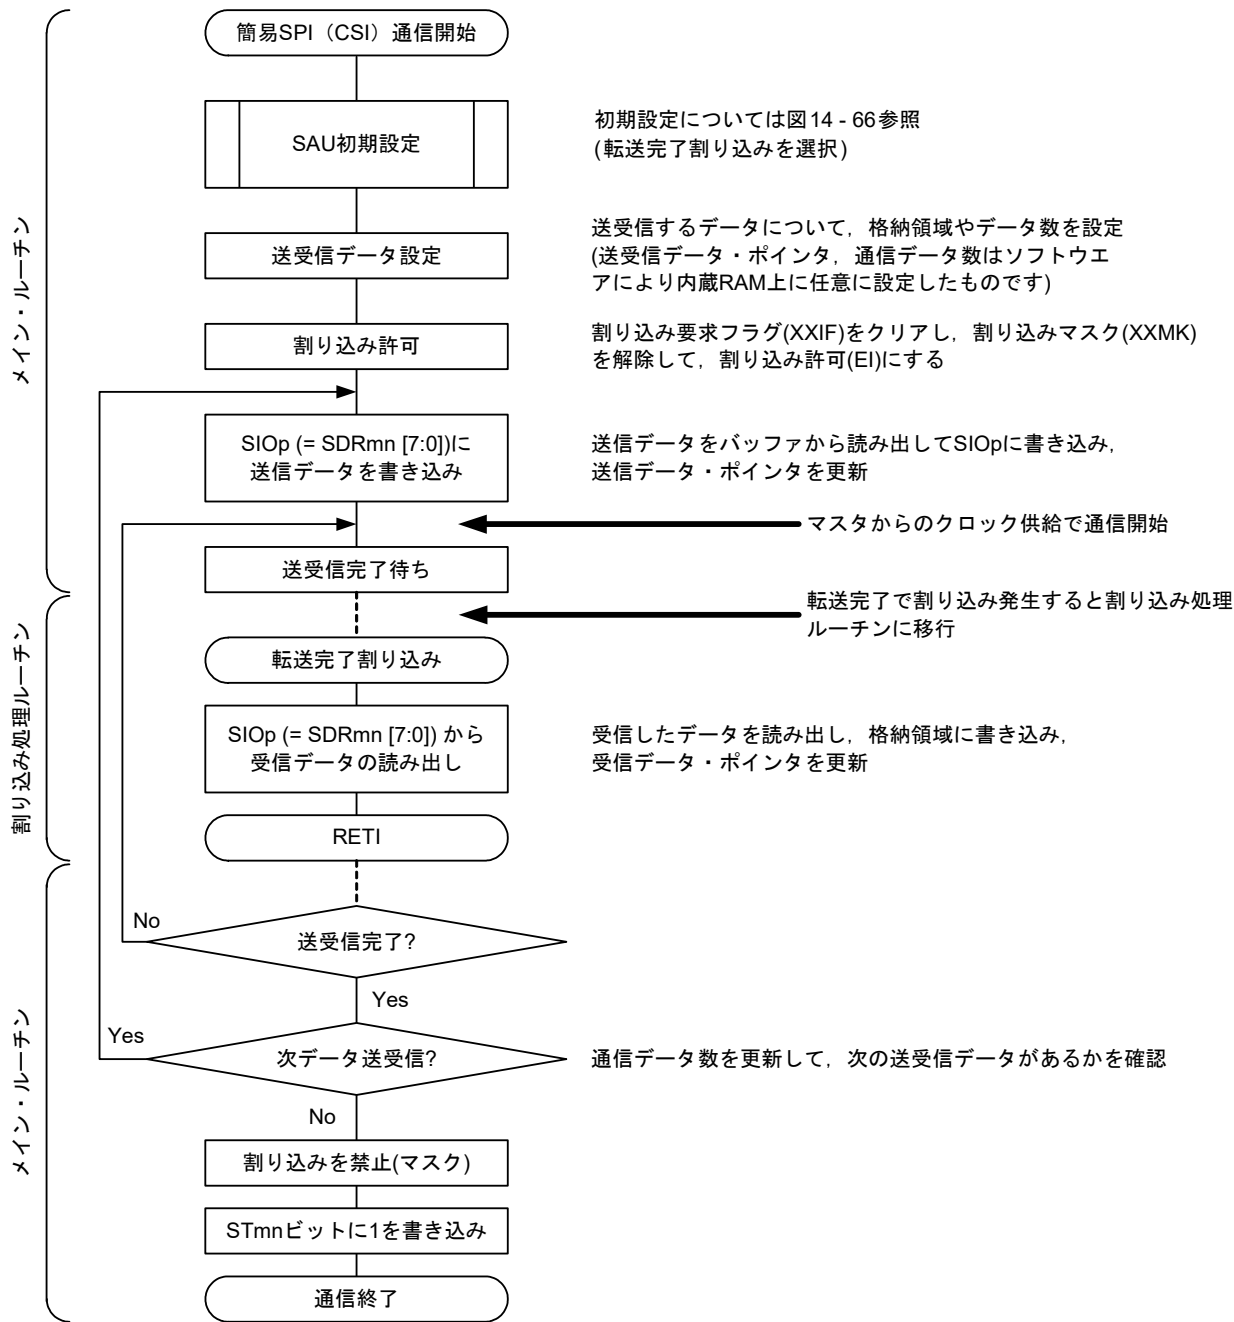 簡易SPI（CSI）通信開始
SAU初期設定
初期設定については図14 - 66参照
(転送完了割り込みを選択)
送受信データ設定
送受信するデータについて，格納領域やデータ数を設定
(送受信データ・ポインタ，通信データ数はソフトウエ
アにより内蔵RAM上に任意に設定したものです)
メイン・ルーチン
割り込み許可
割り込み要求フラグ(XXIF)をクリアし，割り込みマスク(XXMK)
を解除して，割り込み許可(EI)にする
SIOp (= SDRmn [7:0])に
送信データを書き込み
送信データをバッファから読み出してSIOpに書き込み，
送信データ・ポインタを更新
マスタからのクロック供給で通信開始
送受信完了待ち
転送完了で割り込み発生すると割り込み処理
ルーチンに移行
割り込み処理ルーチン
転送完了割り込み
SIOp (= SDRmn [7:0]) から
受信データの読み出し
受信したデータを読み出し，格納領域に書き込み，
受信データ・ポインタを更新
RETI
No
送受信完了?
Yes
メイン・ルーチン
Yes
次データ送受信?
通信データ数を更新して，次の送受信データがあるかを確認
No
割り込みを禁止(マスク)
STmnビットに1を書き込み
通信終了